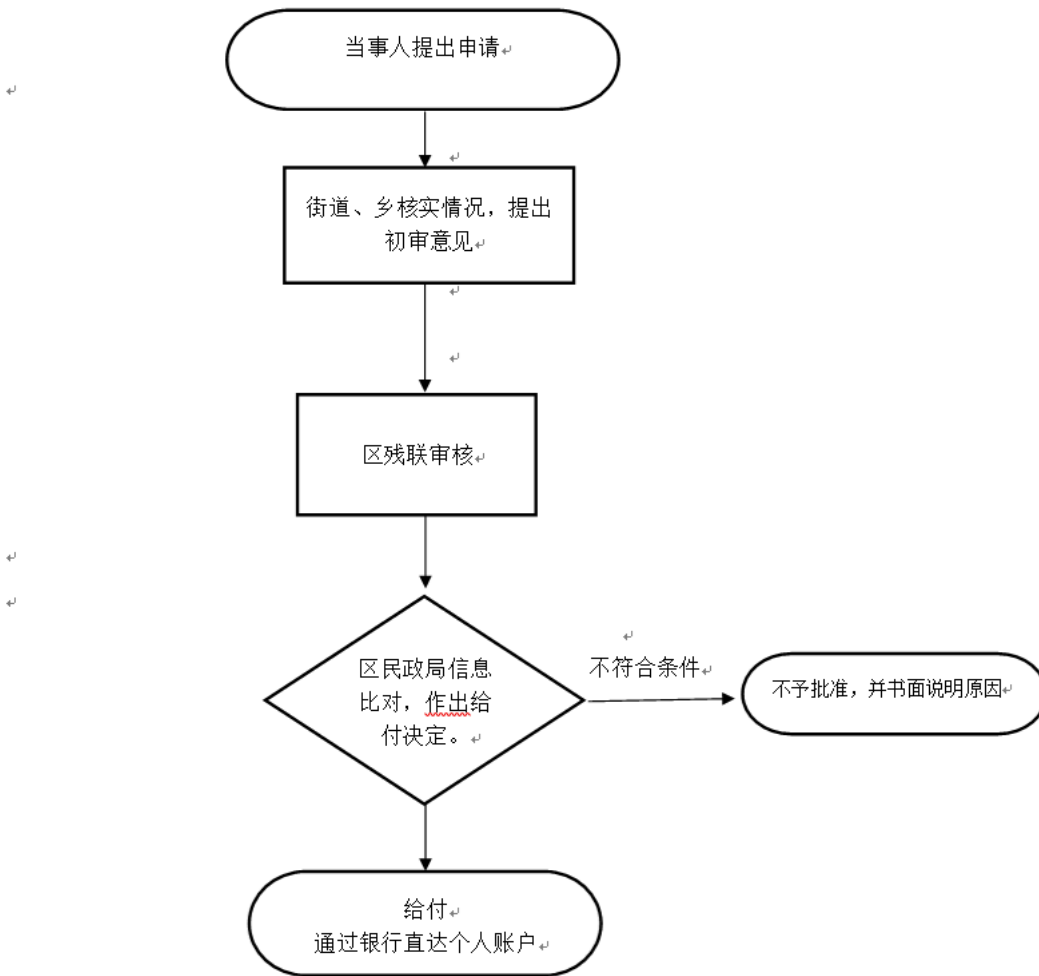 当事人提出申请
街道、乡核实情况，提出
初审意见
区残联审核
区民政局信息
比对，作出给
付决定。
不符合条件
不予批准，并书面说明原因
给付
通过银行直达个人账户